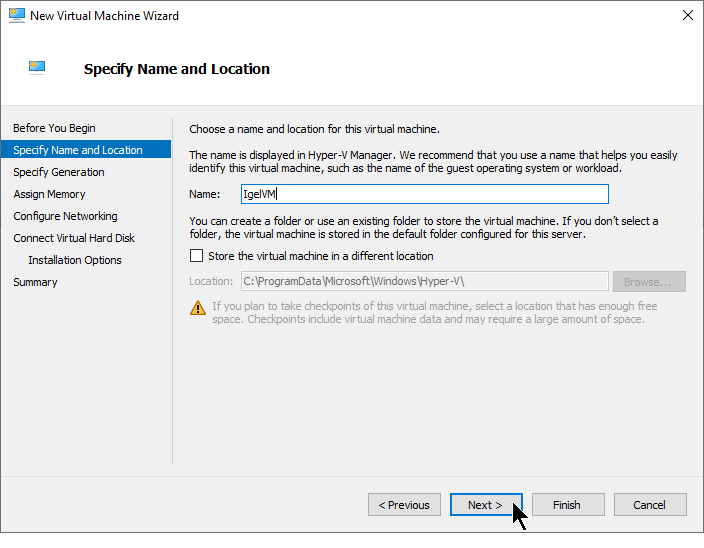 New Virtual Machine Wizard
Specify Name and Location
Before You Begin
Specify Name and Location
Specify Generation
Assign Memory
Configure Networking
Connect Virtual Hard Disk
Installation Options
Summary
Choose a name and location for this virtual machine.
The name is displayed in Hyper-V Manager. We recommend that you use a name that helps you easily
identify this virtual machine, such as the name of the guest operating system or workload.
Name: IgelVM
You can create a folder or use an existing folder to store the virtual machine. If you don't select a
folder, the virtual machine is stored in the default folder configured for this server.
Store the virtual machine in a different location
Location: C:\ProgramData\Microsoft\Windows\Hyper-V\ Browse...
If you plan to take checkpoints of this virtual machine, select a location that has enough free
space. Checkpoints include virtual machine data and may require a large amount of space.
< Previous Next > Finish Cancel